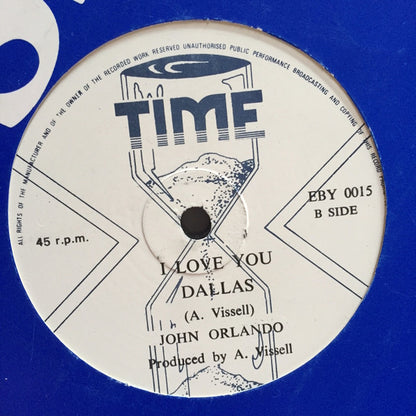 ALL RIGHTS OF THE MANUFACTURER AND OF THE OWNER OF THE RECORDED WORK RESERVED UNAUTHORISED PUBLIC PERFORMANCE BROADCASTING AND COPYING OF THIS RECORD
TIME
EBY 0015
B SIDE
45 r.p.m.
I LOVE YOU
DALLAS
(A. Vissell)
JOHN ORLANDO
Produced by A. Vissell